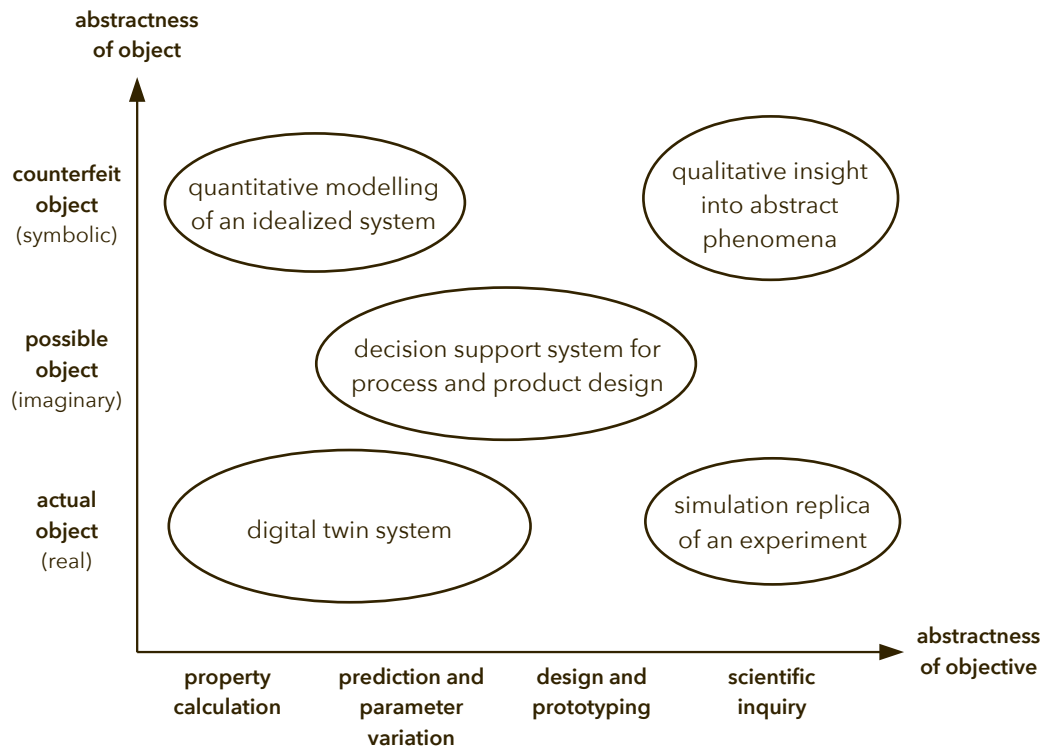 abstractness
of object
counterfeit
object
(symbolic)
quantitative modelling
of an idealized system
qualitative insight
into abstract
phenomena
possible
object
(imaginary)
decision support system for
process and product design
actual
object
(real)
digital twin system
simulation replica
of an experiment
abstractness
of objective
property
calculation
prediction and
parameter
variation
design and
prototyping
scientific
inquiry